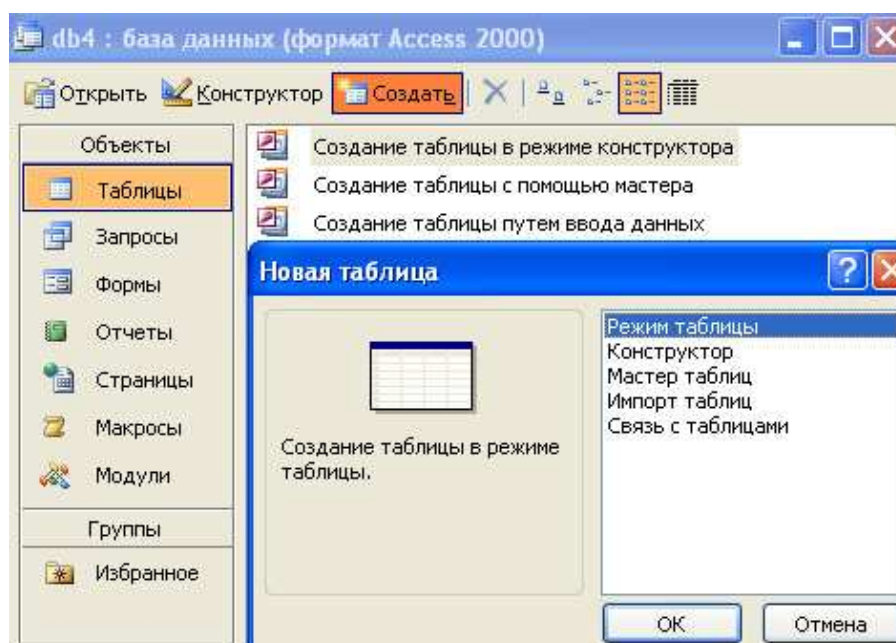 db4 : база данных (формат Access 2000)
Открыть Конструктор Создать
Объекты
Таблицы
Запросы
Формы
Отчеты
Страницы
Макросы
Модули
Группы
Избранное
Создание таблицы в режиме конструктора
Создание таблицы с помощью мастера
Создание таблицы путем ввода данных
Новая таблица
Создание таблицы в режиме
таблицы.
Режим таблицы
Конструктор
Мастер таблиц
Импорт таблиц
Связь с таблицами
ОК Отмена